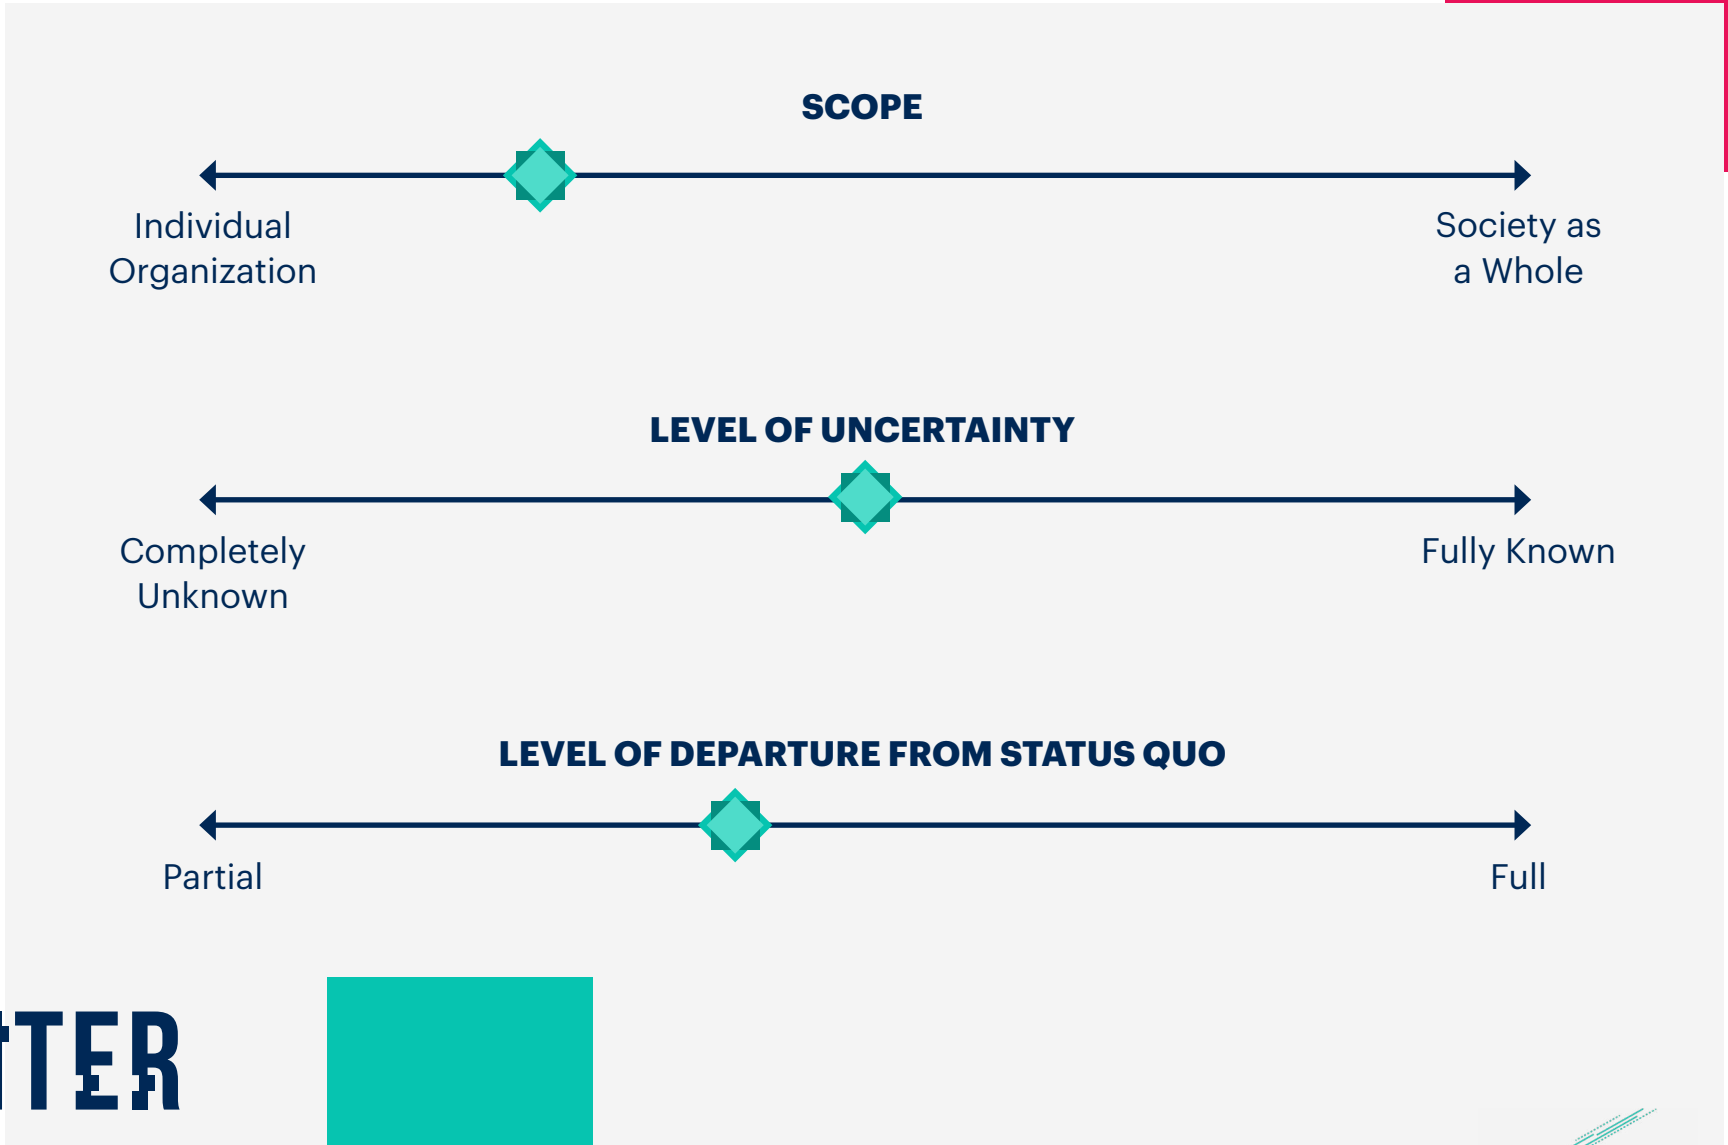 SCOPE
Individual
Organization
Society as
a Whole
LEVEL OF UNCERTAINTY
Completely
Unknown
Fully Known
LEVEL OF DEPARTURE FROM STATUS QUO
Partial
Full
TTER